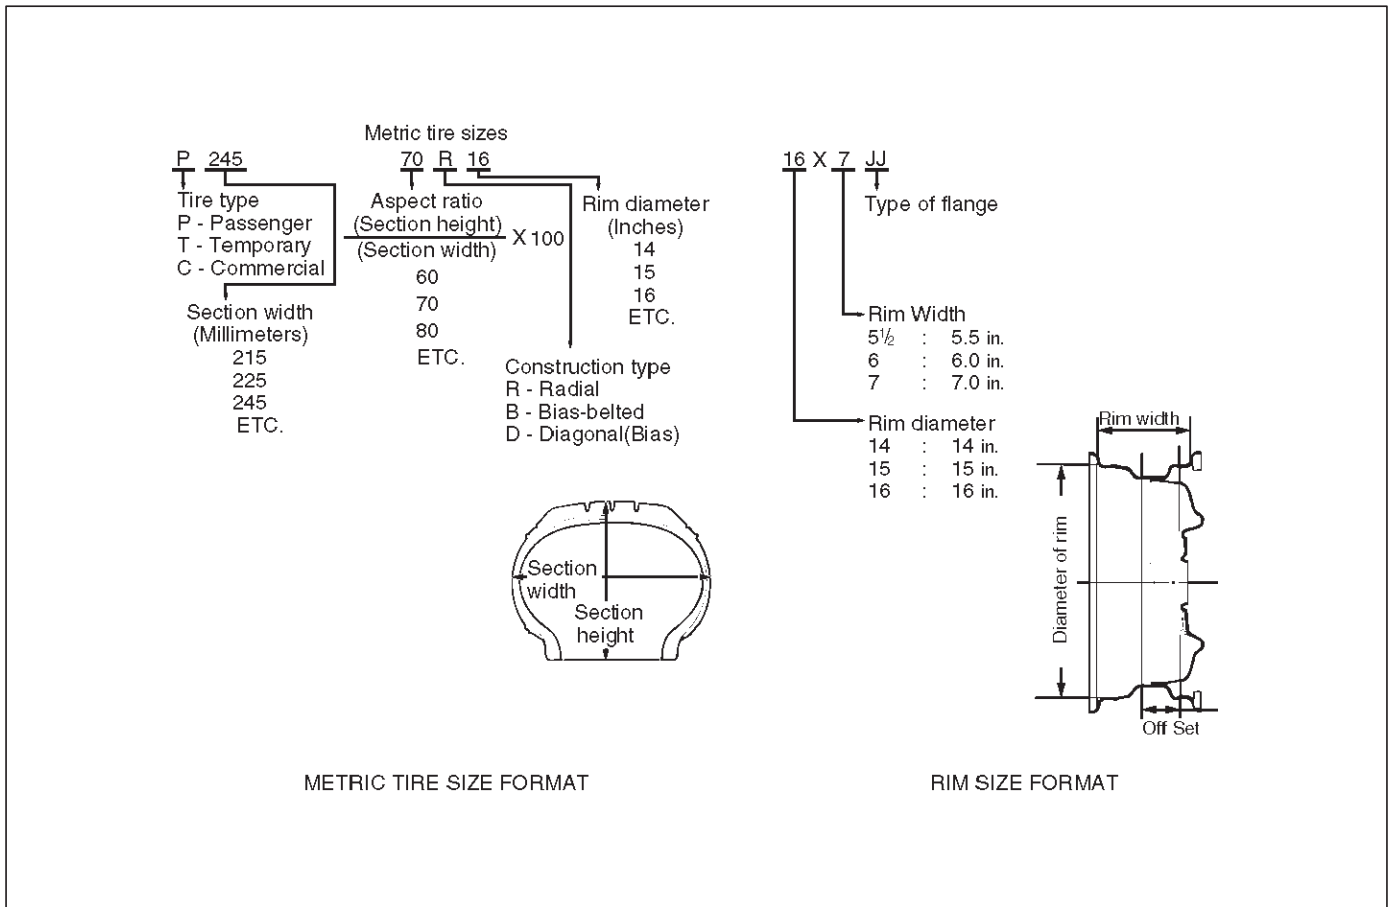 Metric tire sizes
P 245 70 R 16
Tire type
P - Passenger
T - Temporary
C - Commercial
Section width
(Millimeters)
215
225
245
ETC.
Aspect ratio
(Section height)
(Section width)
X 100
60
70
80
ETC.
Rim diameter
(Inches)
14
15
16
ETC.
Construction type
R - Radial
B - Bias-belted
D - Diagonal(Bias)
Section
width
Section
height
METRIC TIRE SIZE FORMAT
16 X 7 JJ
Type of flange
Rim Width
5½ : 5.5 in.
6 : 6.0 in.
7 : 7.0 in.
Rim diameter
14 : 14 in.
15 : 15 in.
16 : 16 in.
Rim width
Diameter of rim
Off Set
RIM SIZE FORMAT